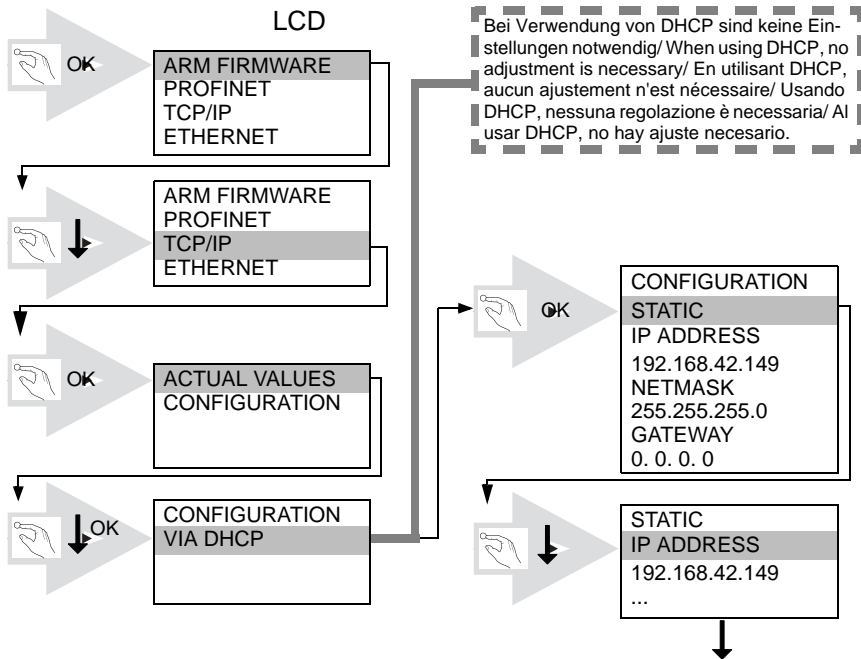 LCD
OK
ARM FIRMWARE
PROFINET
TCP/IP
ETHERNET
ARM FIRMWARE
PROFINET
TCP/IP
ETHERNET
OK
ACTUAL VALUES
CONFIGURATION
OK
CONFIGURATION
VIA DHCP
Bei Verwendung von DHCP sind keine Ein-
stellungen notwendig/ When using DHCP, no
adjustment is necessary/ En utilisant DHCP,
aucun ajustement n'est nécessaire/ Usando
DHCP, nessuna regolazione è necessaria/ Al
usar DHCP, no hay ajuste necesario.
OK
CONFIGURATION
STATIC
IP ADDRESS
192.168.42.149
NETMASK
255.255.255.0
GATEWAY
0. 0. 0. 0
STATIC
IP ADDRESS
192.168.42.149
...